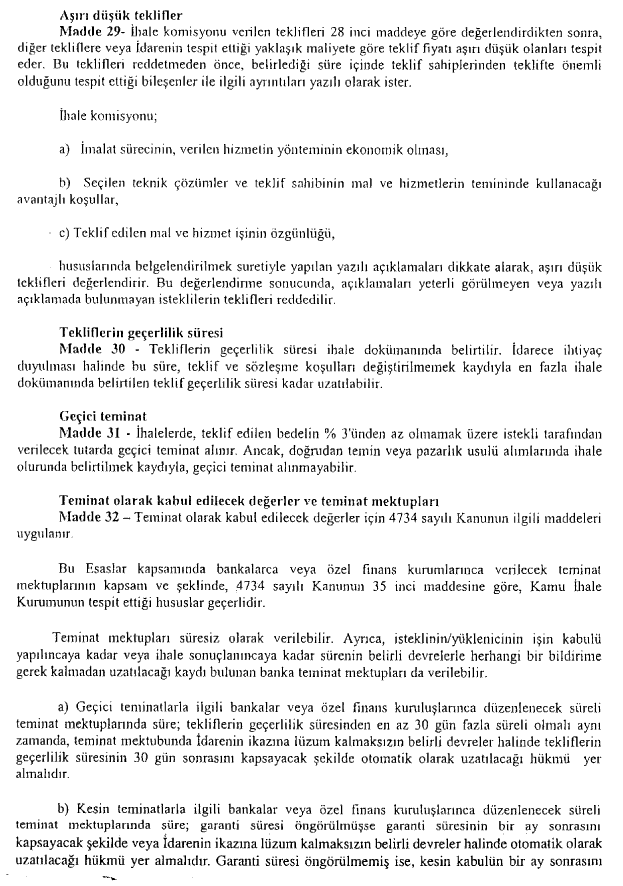 Aşırı düşük teklifler
Madde 29- İhale komisyonu verilen teklifleri 28 inci maddeye göre değerlendirdikten sonra,
diğer tekliflere veya İdarenin tespit ettiği yaklaşık maliyete göre teklif fiyatı aşırı düşük olanları tespit
eder. Bu teklifleri reddetmeden önce, belirlediği süre içinde teklif sahiplerinden teklifte önemli
olduğunu tespit ettiği bileşenler ile ilgili ayrıntıları yazılı olarak ister.
İhale komisyonu;
a) İmalat sürecinin, verilen hizmetin yönteminin ekonomik olması,
b) Seçilen teknik çözümler ve teklif sahibinin mal ve hizmetlerin temininde kullanacağı
avantajlı koşullar,
c) Teklif edilen mal ve hizmet işinin özgünlüğü,
hususlarında belgelendirilmek suretiyle yapılan yazılı açıklamaları dikkate alarak, aşırı düşük
teklifleri değerlendirir. Bu değerlendirme sonucunda, açıklamaları yeterli görülmeyen veya yazılı
açıklamada bulunmayan isteklilerin teklifleri reddedilir.
Tekliflerin geçerlilik süresi
Madde 30 - Tekliflerin geçerlilik süresi ihale dokümanında belirtilir. İdarece ihtiyaç
duyulması halinde bu süre, teklif ve sözleşme koşulları değiştirilmemek kaydıyla en fazla ihale
dokümanında belirtilen teklif geçerlilik süresi kadar uzatılabilir.
Geçici teminat
Madde 31 - İhalelerde, teklif edilen bedelin % 3'ünden az olmamak üzere istekli tarafından
verilecek tutarda geçici teminat alınır. Ancak, doğrudan temin veya pazarlık usulü alımlarında ihale
olurunda belirtilmek kaydıyla, geçici teminat alınmayabilir.
Teminat olarak kabul edilecek değerler ve teminat mektupları
Madde 32 – Teminat olarak kabul edilecek değerler için 4734 sayılı Kanunun ilgili maddeleri
uygulanır.
Bu Esaslar kapsamında bankalarca veya özel finans kurumlarınca verilecek teminat
mektuplarının kapsam ve şeklinde, 4734 sayılı Kanunun 35 inci maddesine göre, Kamu İhale
Kurumunun tespit ettiği hususlar geçerlidir.
Teminat mektupları süresiz olarak verilebilir. Ayrıca, isteklinin/yüklenicinin işin kabulü
yapılıncaya kadar veya ihale sonuçlanıncaya kadar sürenin belirli devrelerle herhangi bir bildirime
gerek kalmadan uzatılacağı kaydı bulunan banka teminat mektupları da verilebilir.
a) Geçici teminatlarla ilgili bankalar veya özel finans kuruluşlarınca düzenlenecek süreli
teminat mektuplarında süre; tekliflerin geçerlilik süresinden en az 30 gün fazla süreli olmalı aynı
zamanda, teminat mektubunda İdarenin ikazına lüzum kalmaksızın belirli devreler halinde tekliflerin
geçerlilik süresinin 30 gün sonrasını kapsayacak şekilde otomatik olarak uzatılacağı hükmü yer
almalıdır.
b) Kesin teminatlarla ilgili bankalar veya özel finans kuruluşlarınca düzenlenecek süreli
teminat mektuplarında süre; garanti süresi öngörülmüşse garanti süresinin bir ay sonrasını
kapsayacak şekilde veya İdarenin ikazına lüzum kalmaksızın belirli devreler halinde otomatik olarak
uzatılacağı hükmü yer almalıdır. Garanti süresi öngörülmemiş ise, kesin kabulün bir ay sonrasını